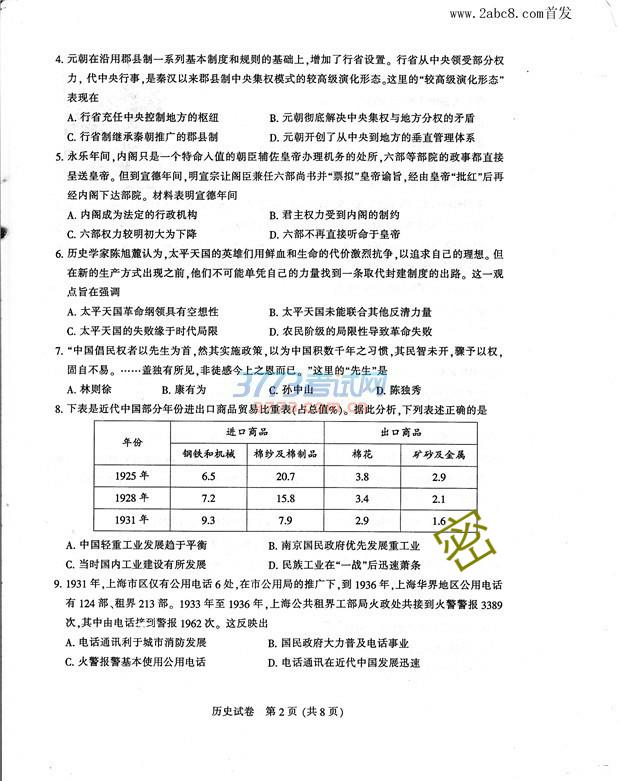 www.2abc8.com首发
4. 元朝在沿用郡县制一系列基本制度和规则的基础上,增加了行省设置。行省从中央领受部分权
力，代中央行事,是秦汉以来郡县制中央集权模式的较高级演化形态。这里的“较高级演化形态”
表现在
A. 行省充任中央控制地方的枢纽 B. 元朝彻底解决中央集权与地方分权的矛盾
C. 行省制继承秦朝推广的郡县制 D. 元朝开创了从中央到地方的垂直管理体系
5. 永乐年间,内阁只是一个特命入值的朝臣辅佐皇帝办理机务的处所,六部等部院的政事都直接
呈送皇帝。但到宣德年间,明宣宗让阁臣兼任六部尚书并“票拟”皇帝谕旨,经由皇帝“批红”后再
经内阁下达部院。材料表明宣德年间
A. 内阁成为法定的行政机构 B. 君主权力受到内阁的制约
C. 六部权力较明初大为下降 D. 六部不再直接听命于皇帝
6. 历史学家陈旭麓认为,太平天国的英雄们用鲜血和生命的代价激烈抗争,以追求自己的理想。但
在新的生产方式出现之前,他们不可能单凭自己的力量找到一条取代封建制度的出路。这一观
点旨在强调
A. 太平天国革命纲领具有空想性 B. 太平天国未能联合其他反清力量
C. 太平天国的失败缘于时代局限 D. 农民阶级的局限性导致革命失败
7. “中国倡民权者以先生为首,然其实施政策,以为中国积数千年之习惯,其民智未开,骤予以权,
固自不易。……盖独有所见,非徒感今上之恩而已。”这里的“先生”是
A. 林则徐 B. 康有为 C. 孙中山 D. 陈独秀
3773考试网
8. 下表是近代中国部分年份进出口商品贸易比重表(占总值%)。据此分析,下列表述正确的是
年份 进口商品 出口商品
钢铁和机械 棉纱及棉制品 棉花 矿砂及金属
1925年 6.5 20.7 3.8 2.9
1928年 7.2 15.8 3.4 2.1
1931年 9.3 7.9 2.9 1.6
密
A. 中国轻重工业发展趋于平衡 B. 南京国民政府优先发展重工业
C. 当时国内工业建设有所发展 D. 民族工业在“一战”后迅速萧条
9. 1931年,上海市区仅有公用电话6处,在市公用局的推广下,到1936年,上海华界地区公用电话
有124部、租界213部。1933年至1936年,上海公共租界工部局火政处共接到火警警报3389
次,其中由电话接到警报1962次。这反映出
A. 电话通讯利于城市消防发展 B. 国民政府大力普及电话事业
C. 火警报警基本使用公用电话 D. 电话通讯在近代中国发展迅速
历史试卷 第2页(共8页)